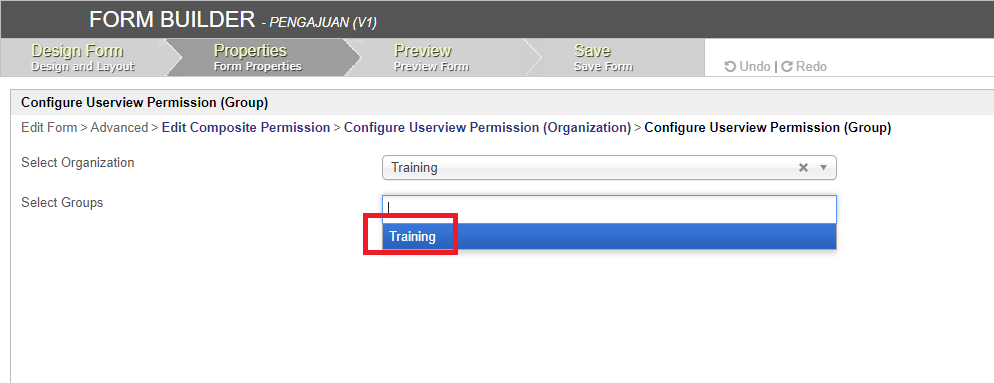 FORM BUILDER - PENGAJUAN (V1)
Design Form Properties Preview Save
Design and Layout Form Properties Preview Form Save Form Undo | Redo
Configure Userview Permission (Group)
Edit Form > Advanced > Edit Composite Permission > Configure Userview Permission (Organization) > Configure Userview Permission (Group)
Select Organization Training
Select Groups
Training